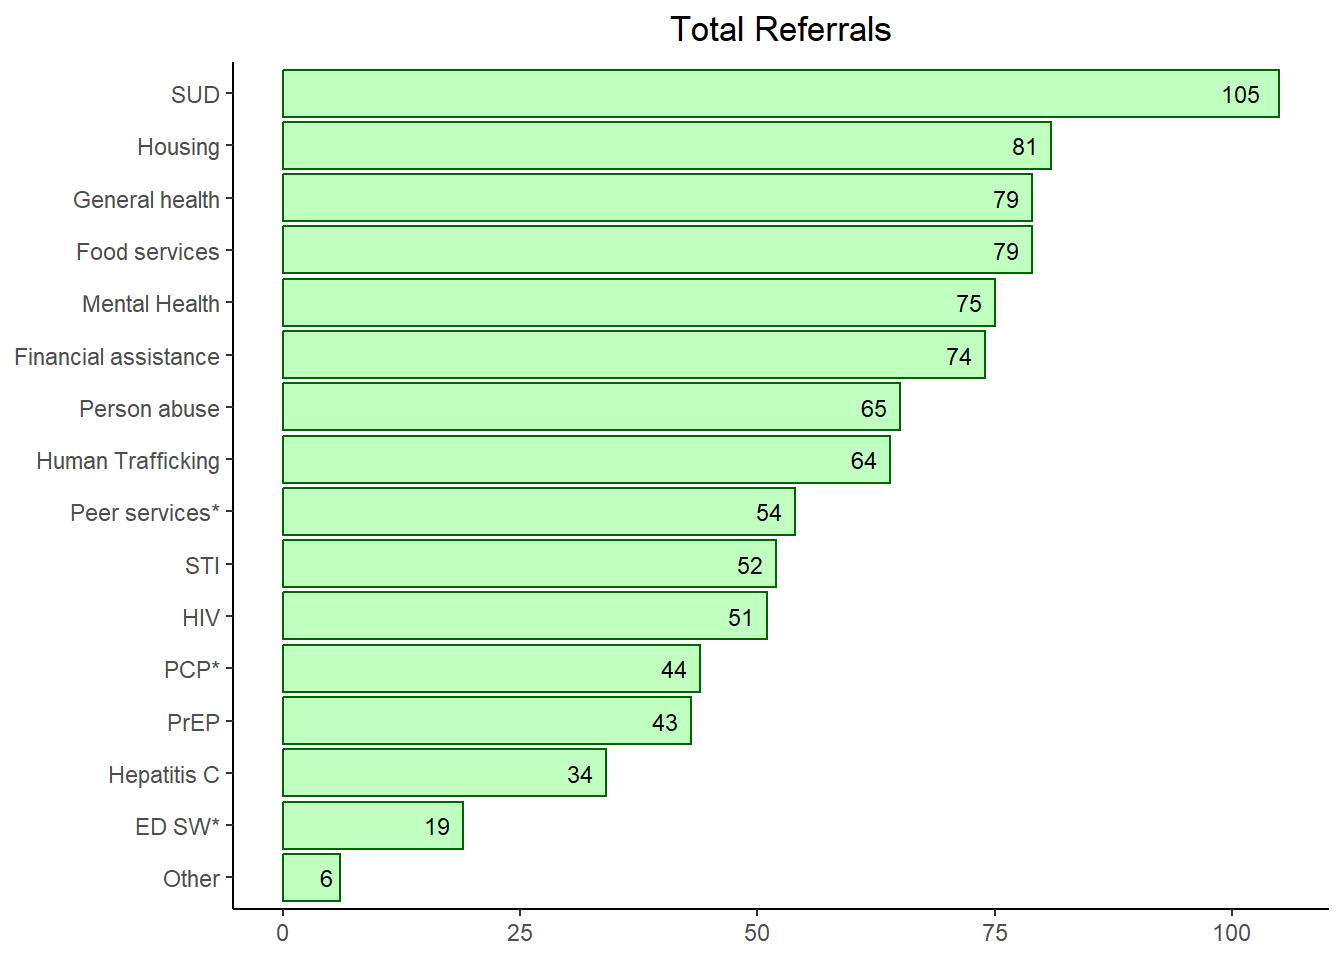 Total Referrals
SUD 105
Housing 81
General health 79
Food services 79
Mental Health 75
Financial assistance 74
Person abuse 65
Human Trafficking 64
Peer services* 54
STI 52
HIV 51
PCP* 44
PrEP 43
Hepatitis C 34
ED SW* 19
Other 6
0 25 50 75 100